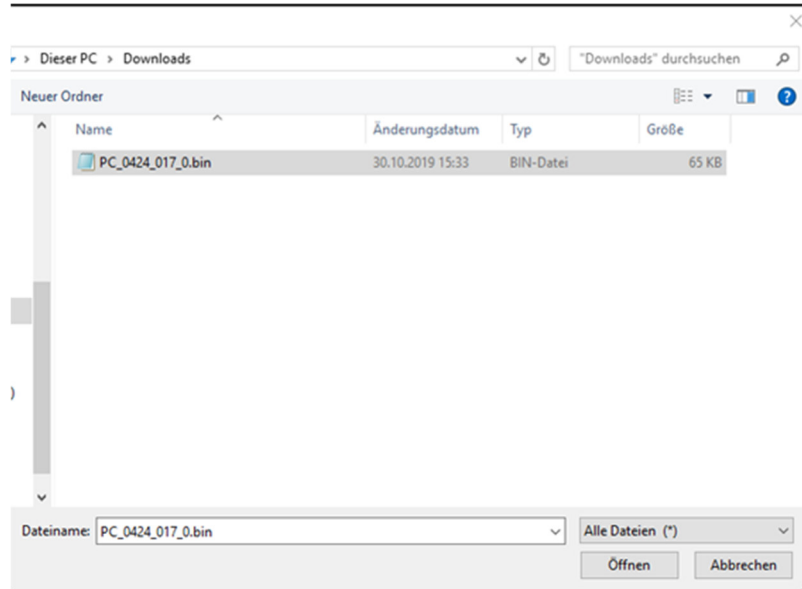 Dieser PC > Downloads "Downloads" durchsuchen
Neuer Ordner
Name Änderungsdatum Typ Größe
PC_0424_017_0.bin 30.10.2019 15:33 BIN-Datei 65 KB
)
Dateiname: PC_0424_017_0.bin Alle Dateien (*)
Öffnen Abbrechen